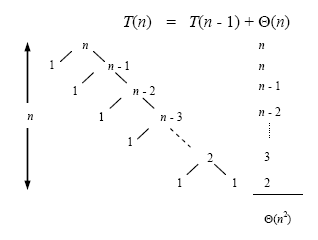 T(n) = T(n - 1) + Θ(n)
n n
1 n - 1 n
1 n - 2 n - 1
n 1 n - 3 n - 2
1
2 3
1 1 2
Θ(n²)